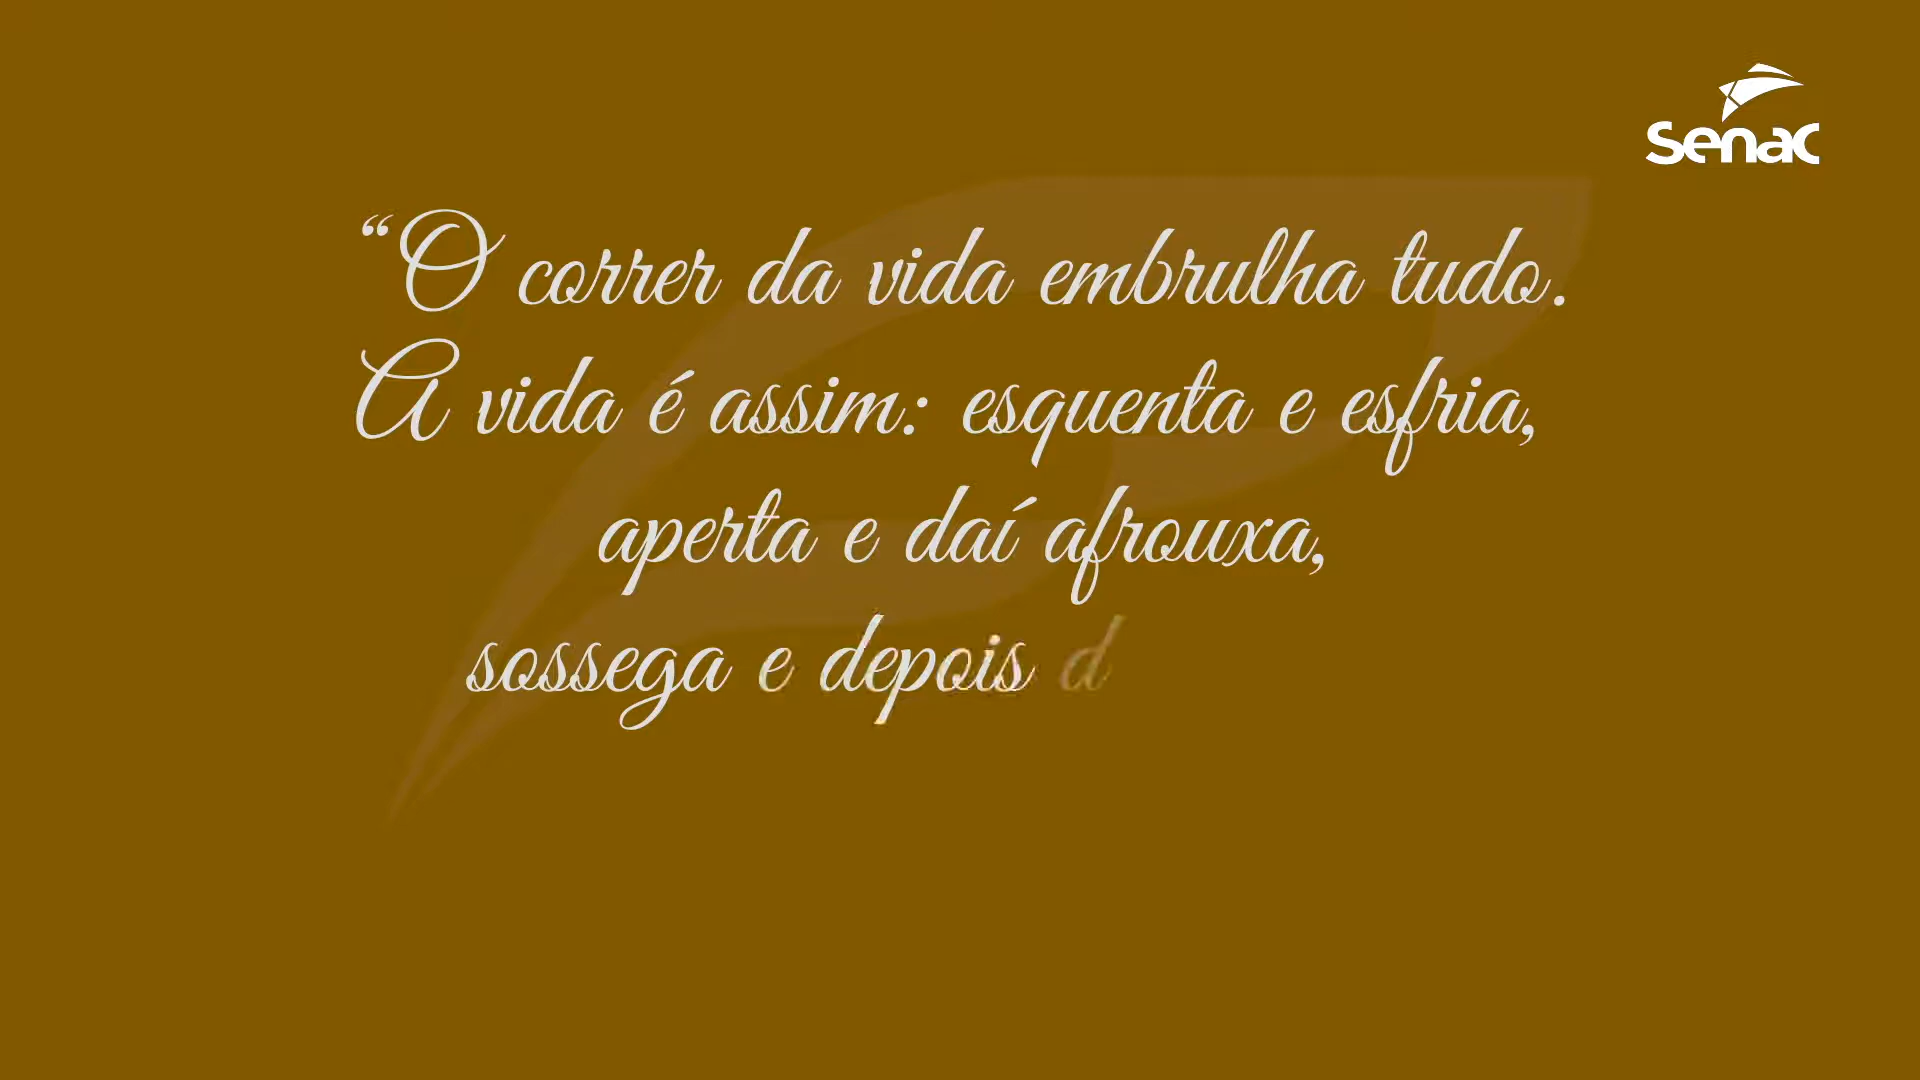 senac
“O correr da vida embrulha tudo.
A vida é assim: esquenta e esfria,
aperta e daí afrouxa,
sossega e depois d